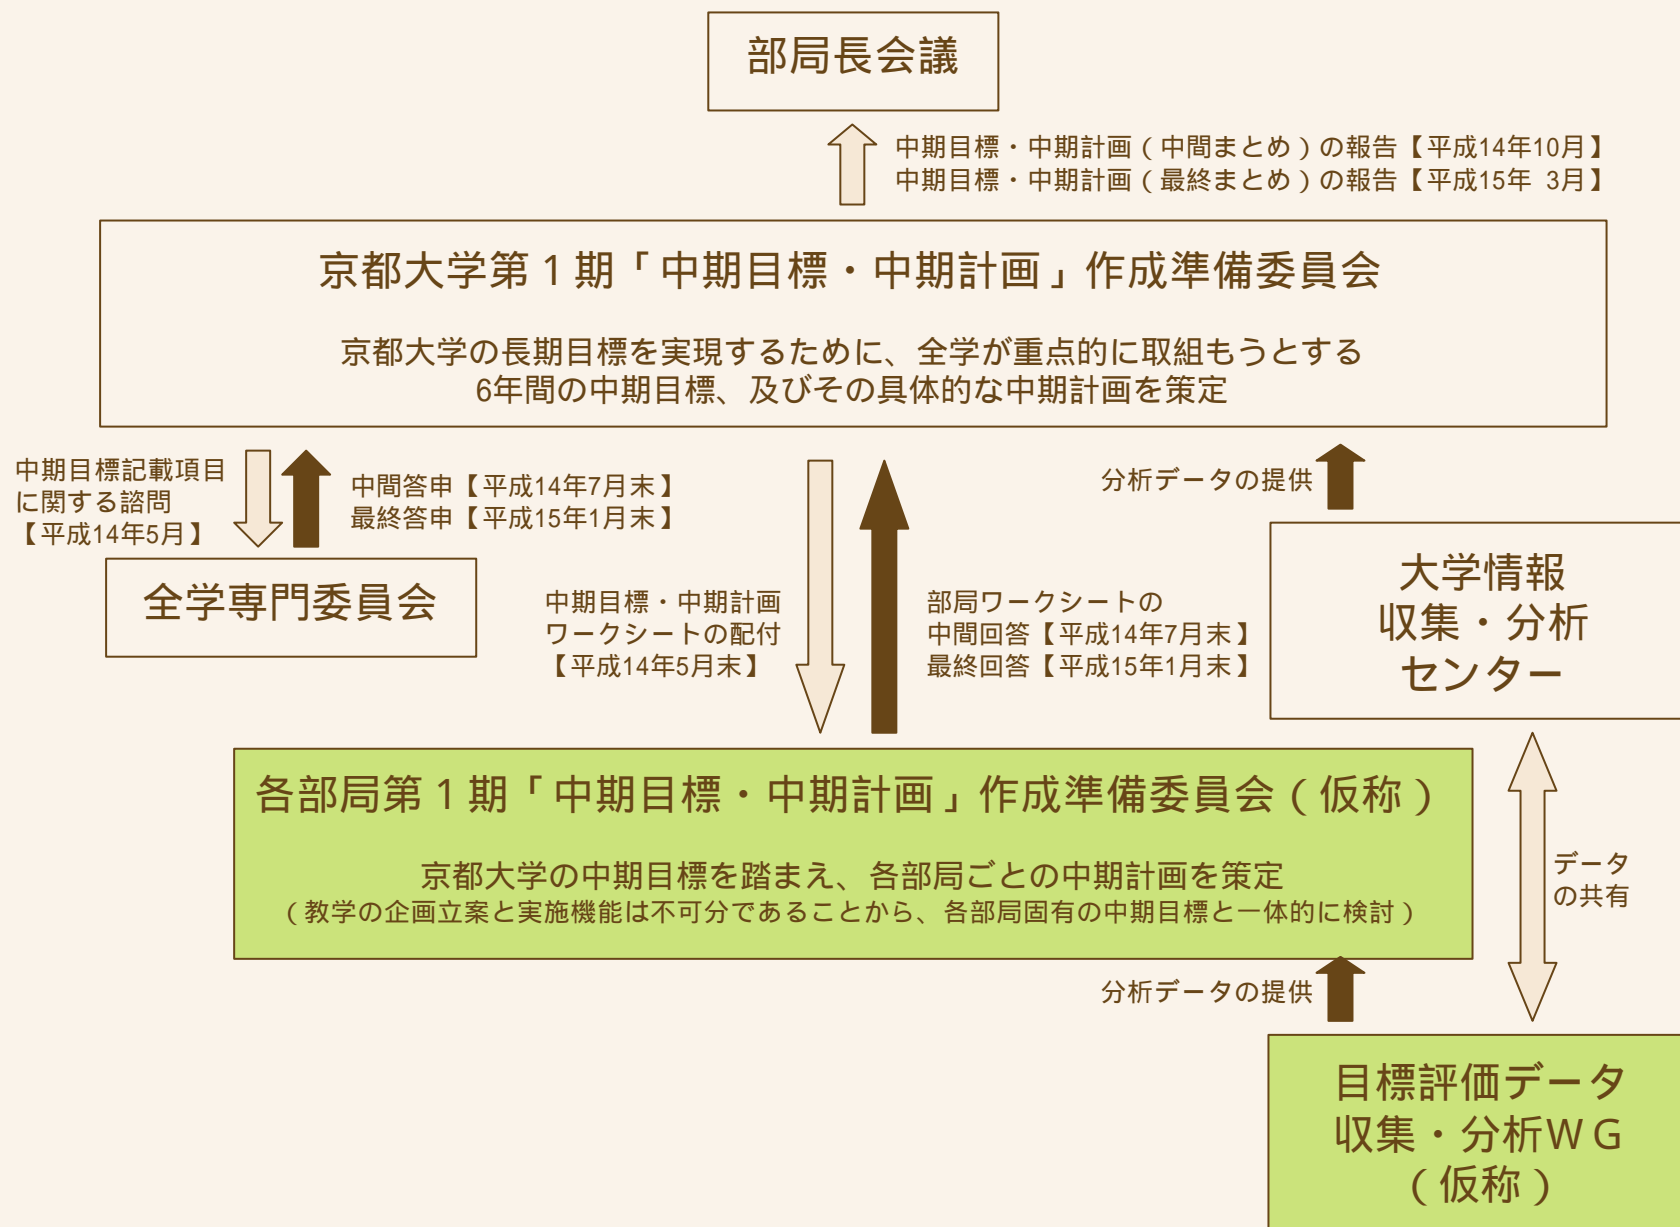 部局長会議
中期目標・中期計画（中間まとめ）の報告【平成14年10月】
中期目標・中期計画（最終まとめ）の報告【平成15年 3月】
京都大学第１期「中期目標・中期計画」作成準備委員会
京都大学の長期目標を実現するために、全学が重点的に取組もうとする
6年間の中期目標、及びその具体的な中期計画を策定
中期目標記載項目
に関する諮問
【平成14年5月】
中間答申【平成14年7月末】
最終答申【平成15年1月末】
分析データの提供
全学専門委員会
中期目標・中期計画
ワークシートの配付
【平成14年5月末】
部局ワークシートの
中間回答【平成14年7月末】
最終回答【平成15年1月末】
大学情報
収集・分析
センター
各部局第１期「中期目標・中期計画」作成準備委員会（仮称）
京都大学の中期目標を踏まえ、各部局ごとの中期計画を策定
（教学の企画立案と実施機能は不可分であることから、各部局固有の中期目標と一体的に検討）
データ
の共有
分析データの提供
目標評価データ
収集・分析ＷＧ
（仮称）